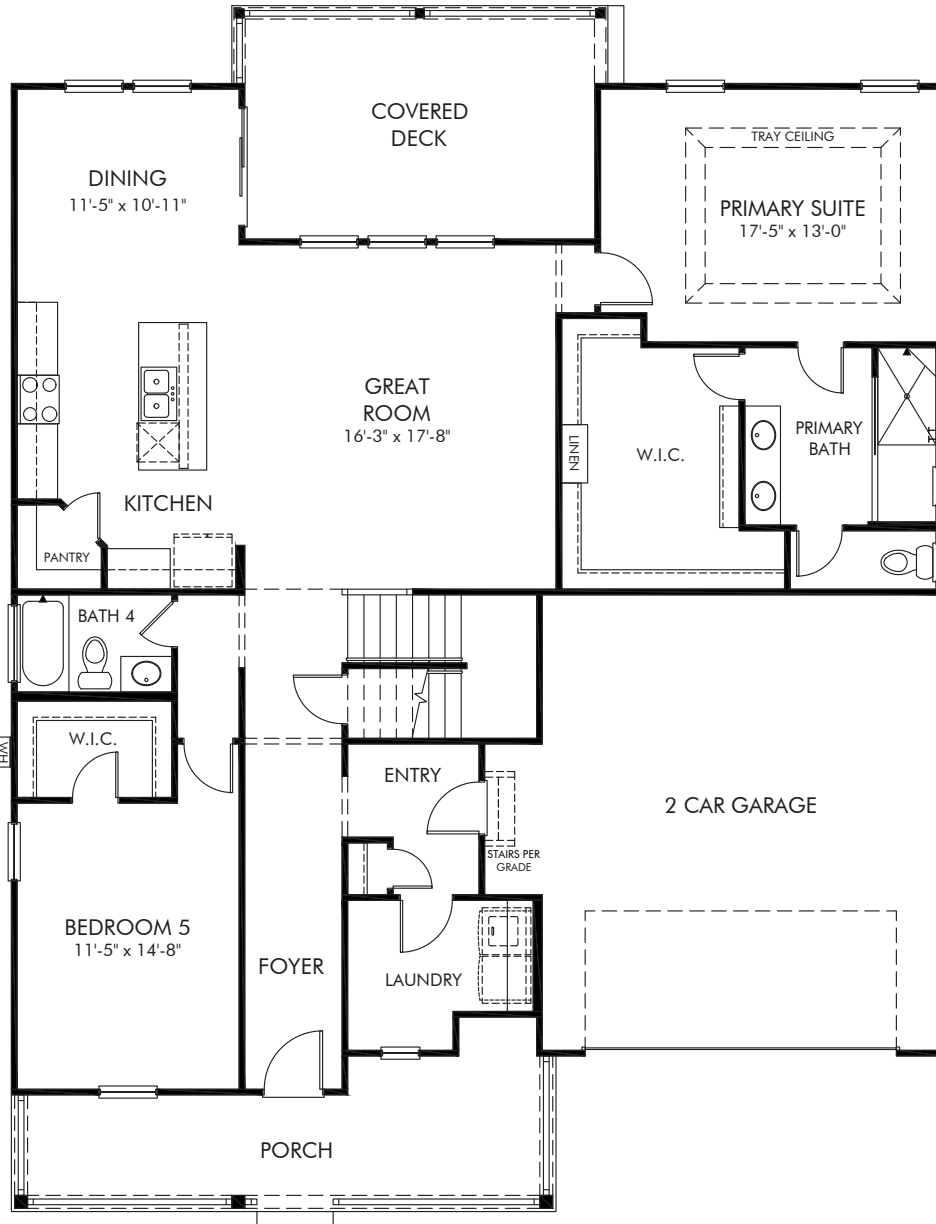 COVERED
DECK
TRAY CEILING
DINING
11'-5" x 10'-11"
PRIMARY SUITE
17'-5" x 13'-0"
GREAT
ROOM
16'-3" x 17'-8"
LINEN
W.I.C.
PRIMARY
BATH
KITCHEN
PANTRY
BATH 4
W.I.C.
WH
ENTRY
2 CAR GARAGE
STAIRS PER
GRADE
BEDROOM 5
11'-5" x 14'-8"
FOYER
LAUNDRY
PORCH